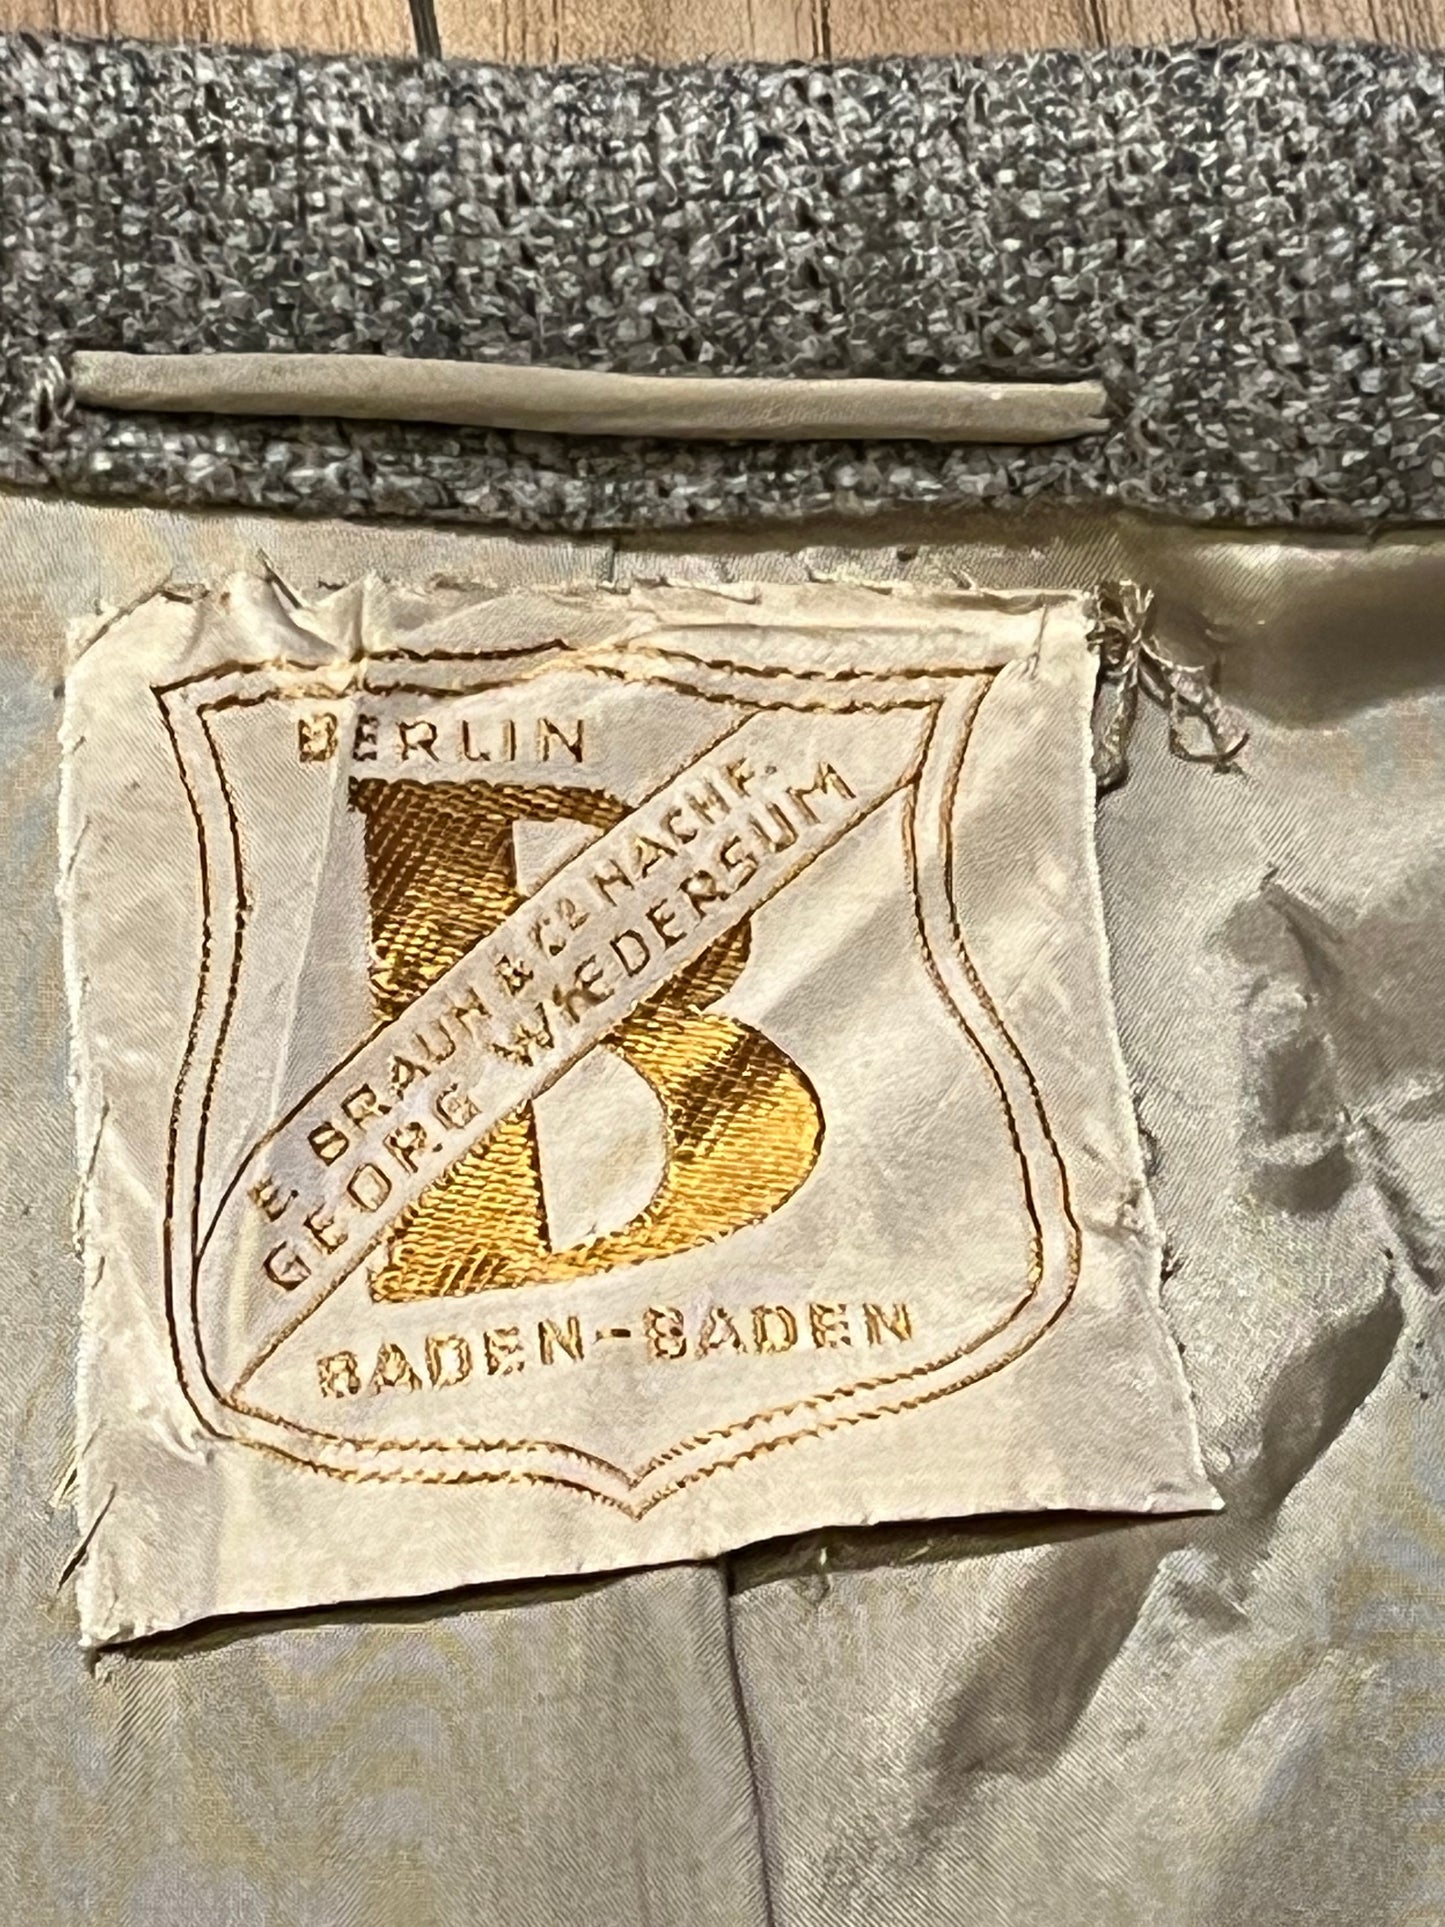 BERLIN
B
E. BRAUN & Co NACHF.
GEORG WIEDERSUM
BADEN-BADEN